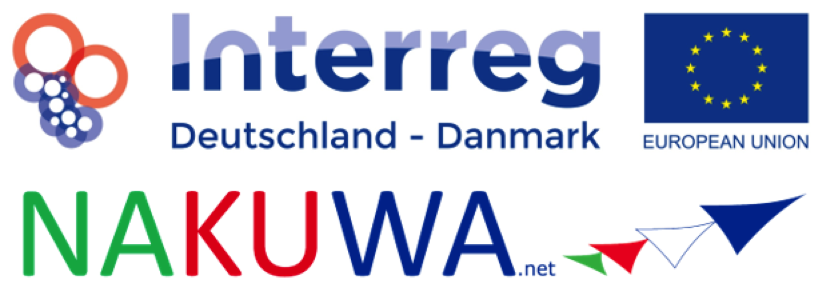 Interreg
Deutschland - Danmark
EUROPEAN UNION
NAKUWA.net